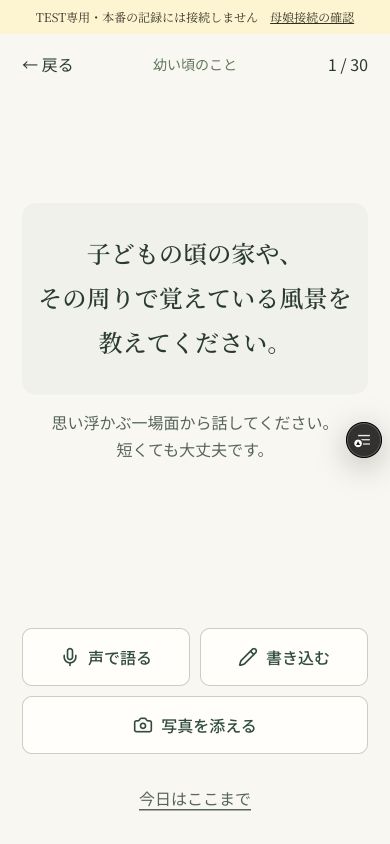 TEST専用・本番の記録には接続しません 母娘接続の確認
← 戻る 幼い頃のこと 1 / 30
子どもの頃の家や、
その周りで覚えている風景を
教えてください。
思い浮かぶ一場面から話してください。
短くても大丈夫です。
声で語る 書き込む
写真を添える
今日はここまで